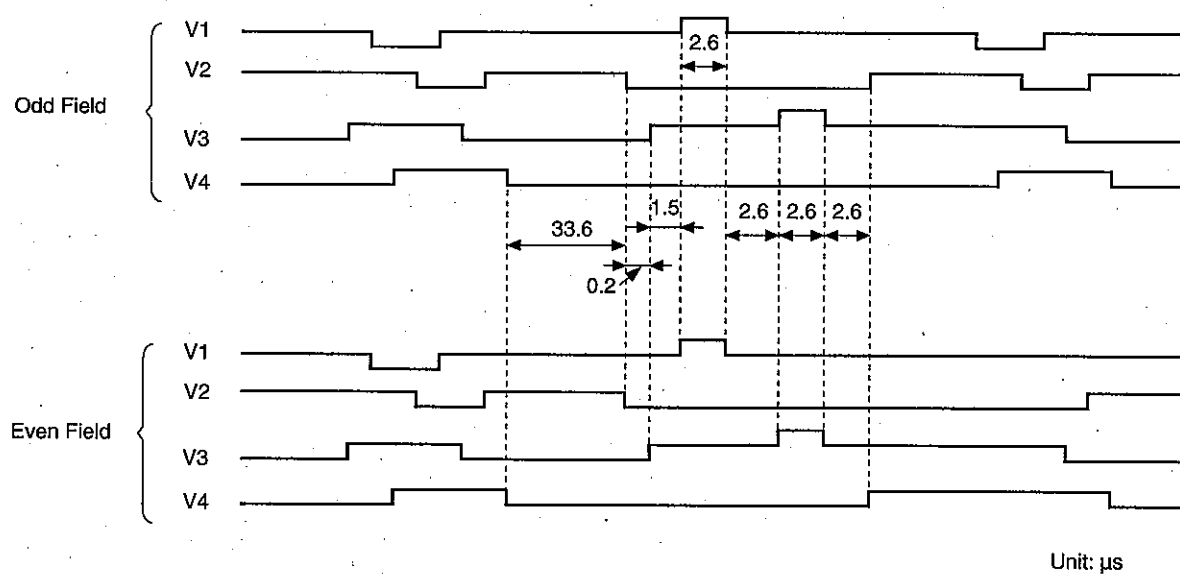 Odd Field
V1
V2
V3
V4
2.6
1.5
2.6 2.6 2.6
33.6
0.2
Even Field
V1
V2
V3
V4
Unit: µs